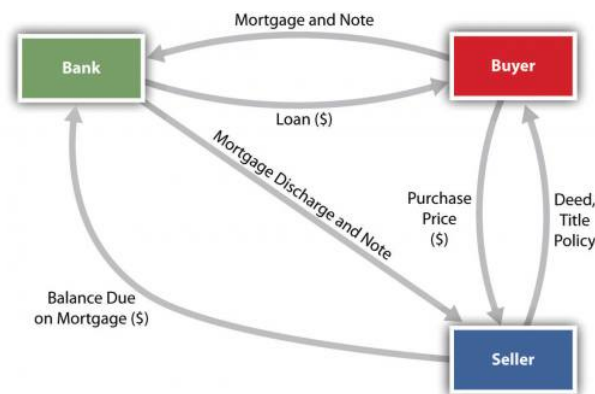 Mortgage and Note
Bank
Buyer
Loan ($)
Mortgage Discharge and Note
Purchase
Price
($)
Deed,
Title
Policy
Balance Due
on Mortgage ($)
Seller